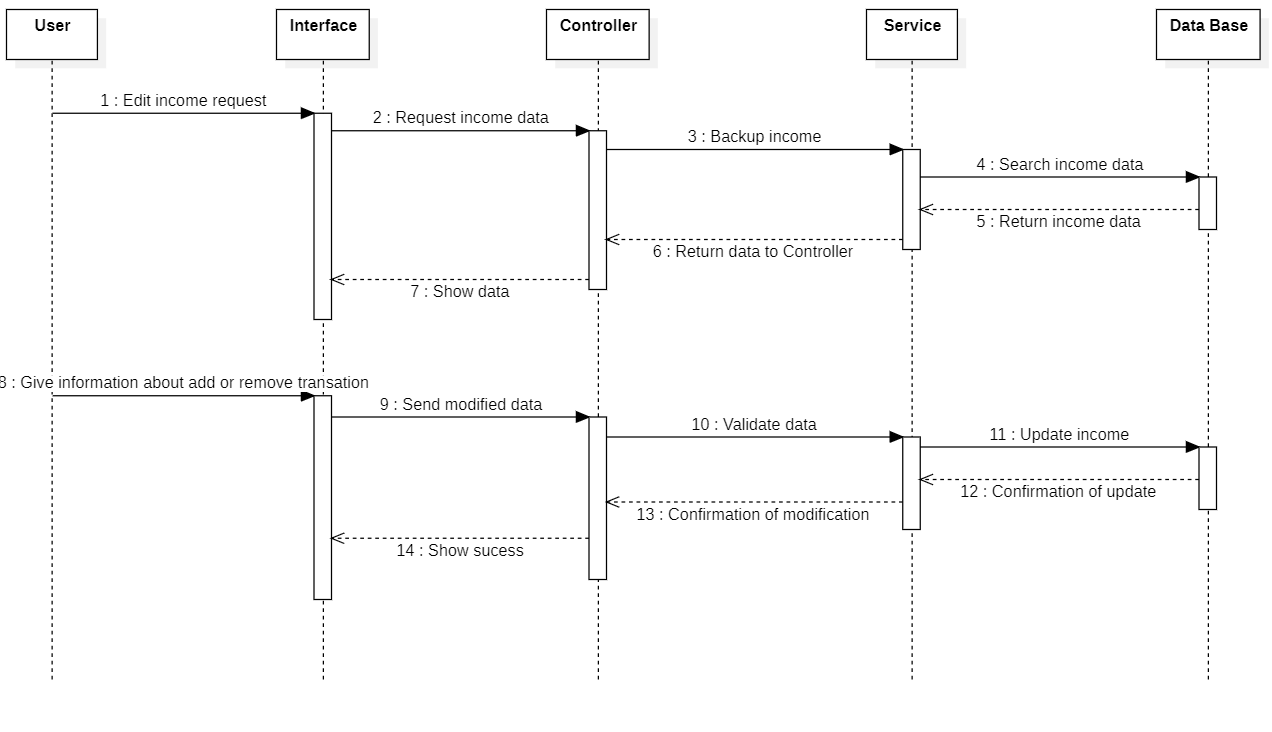 User
Interface
Controller
Service
Data Base
1 : Edit income request
2 : Request income data
3 : Backup income
4 : Search income data
5 : Return income data
6 : Return data to Controller
7 : Show data
8 : Give information about add or remove transation
9 : Send modified data
10 : Validate data
11 : Update income
12 : Confirmation of update
13 : Confirmation of modification
14 : Show sucess